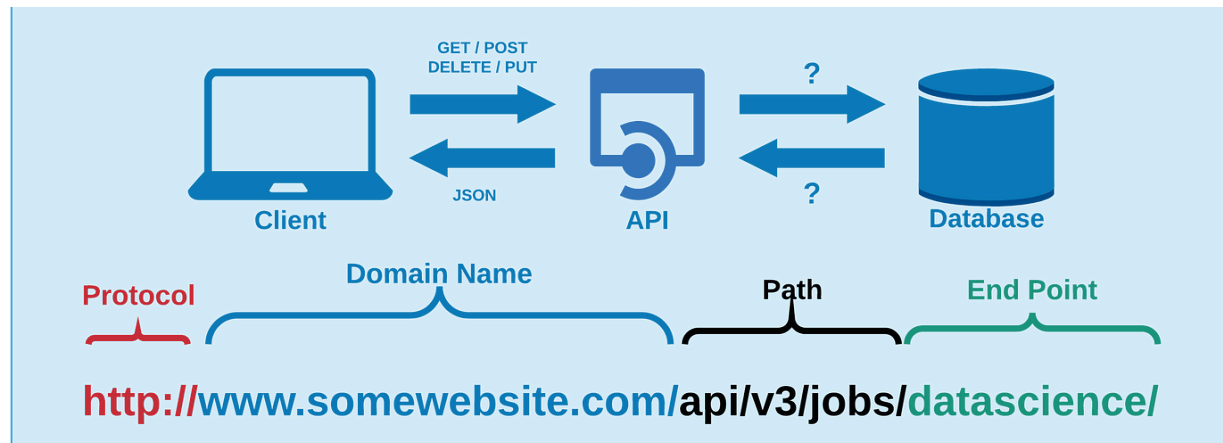 GET / POST
DELETE / PUT
?
JSON
?
Client
API
Database
Protocol
Domain Name
Path
End Point
http://www.somewebsite.com/api/v3/jobs/datascience/